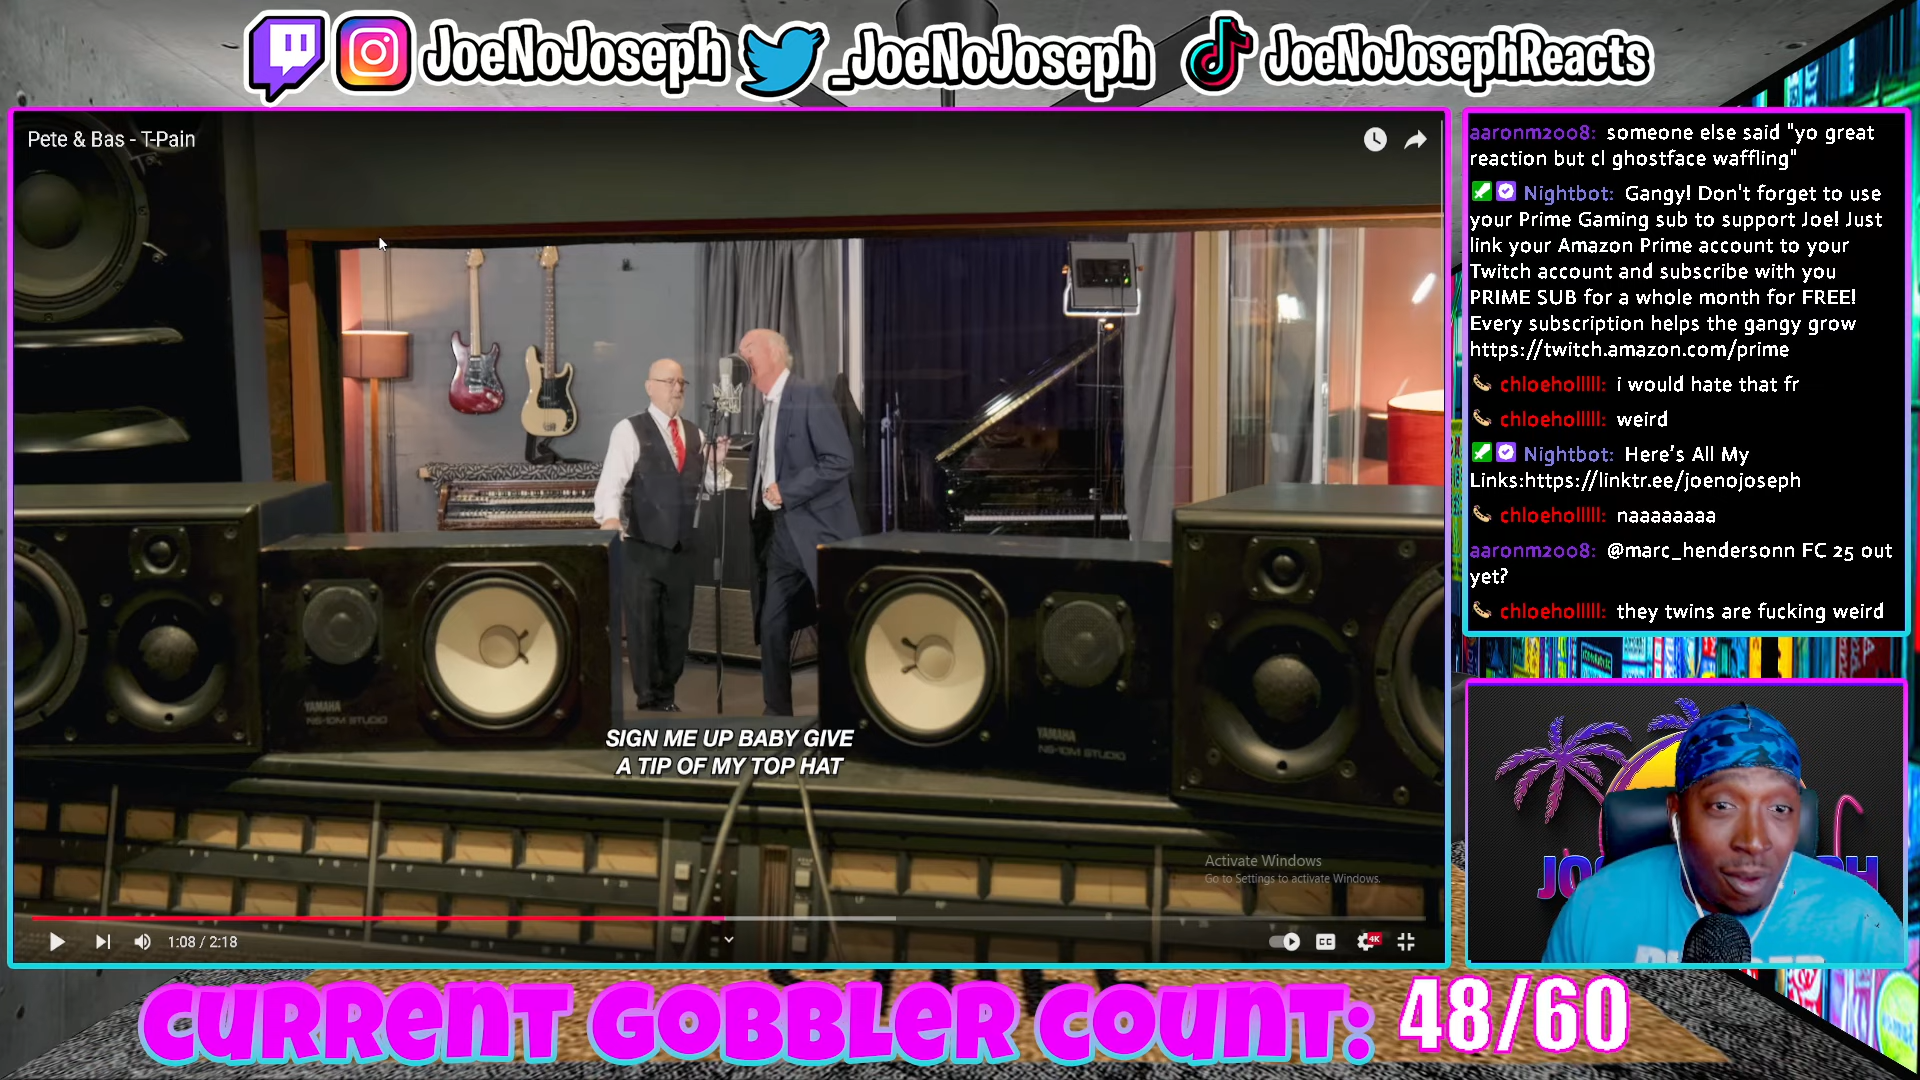 JoeNoJoseph
_JoeNoJoseph
JoeNoJosephReacts
Pete & Bas - T-Pain
SIGN ME UP BABY GIVE
A TIP OF MY TOP HAT
YAMAHA
NS-10M STUDIO
YAMAHA
NS-10M STUDIO
Activate Windows
Go to Settings to activate Windows.
1:08 / 2:18
CC
4K
aaronm2008: someone else said "yo great
reaction but cl ghostface waffling"
Nightbot: Gangy! Don't forget to use
your Prime Gaming sub to support Joe! Just
link your Amazon Prime account to your
Twitch account and subscribe with you
PRIME SUB for a whole month for FREE!
Every subscription helps the gangy grow
https://twitch.amazon.com/prime
chloehollllll: i would hate that fr
chloehollllll: weird
Nightbot: Here's All My
Links:https://linktr.ee/joenojoseph
chloehollllll: naaaaaaaa
aaronm2008: @marc_hendersonn FC 25 out
yet?
chloehollllll: they twins are fucking weird
CURRENT GOBBLER COUNT: 48/60